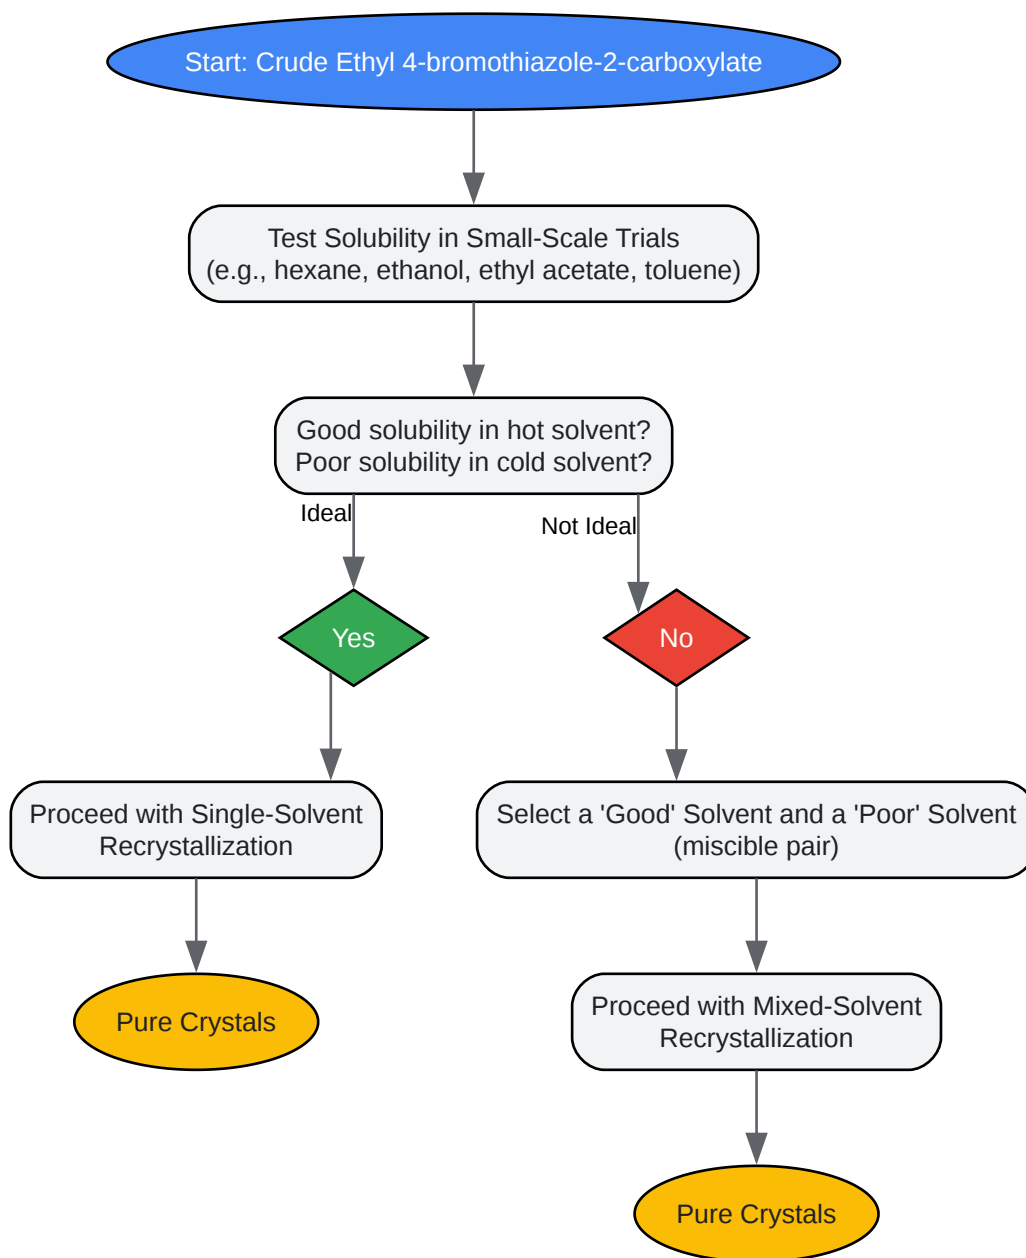 Start: Crude Ethyl 4-bromothiazole-2-carboxylate
Test Solubility in Small-Scale Trials
(e.g., hexane, ethanol, ethyl acetate, toluene)
Good solubility in hot solvent?
Poor solubility in cold solvent?
Ideal
Not Ideal
Yes
No
Proceed with Single-Solvent
Recrystallization
Select a 'Good' Solvent and a 'Poor' Solvent
(miscible pair)
Pure Crystals
Proceed with Mixed-Solvent
Recrystallization
Pure Crystals